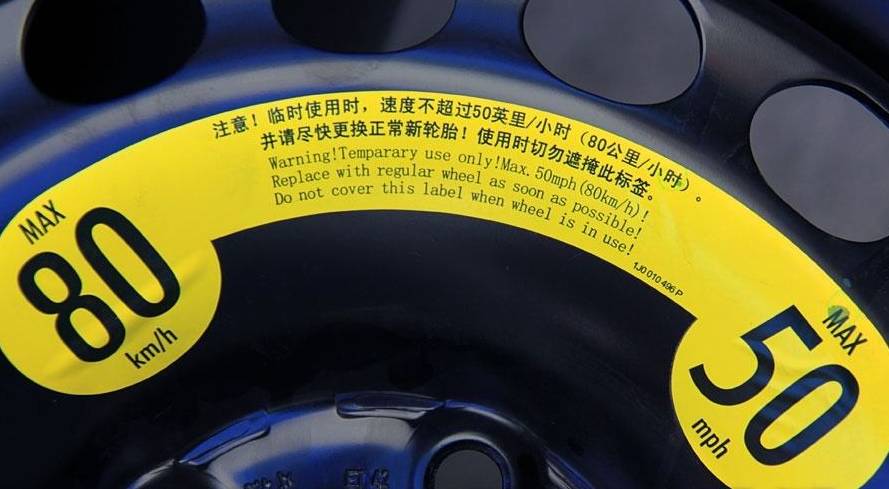 注意！临时使用时，速度不超过50英里/小时（80公里/小时）。
并请尽快更换正常新轮胎！使用时切勿遮掩此标签。
Warning!Temparary use only!Max.50mph(80km/h)!
Replace with regular wheel as soon as possible!
Do not cover this label when wheel is in use!
1J0 010 496 P
MAX
80
km/h
MAX
50
mph